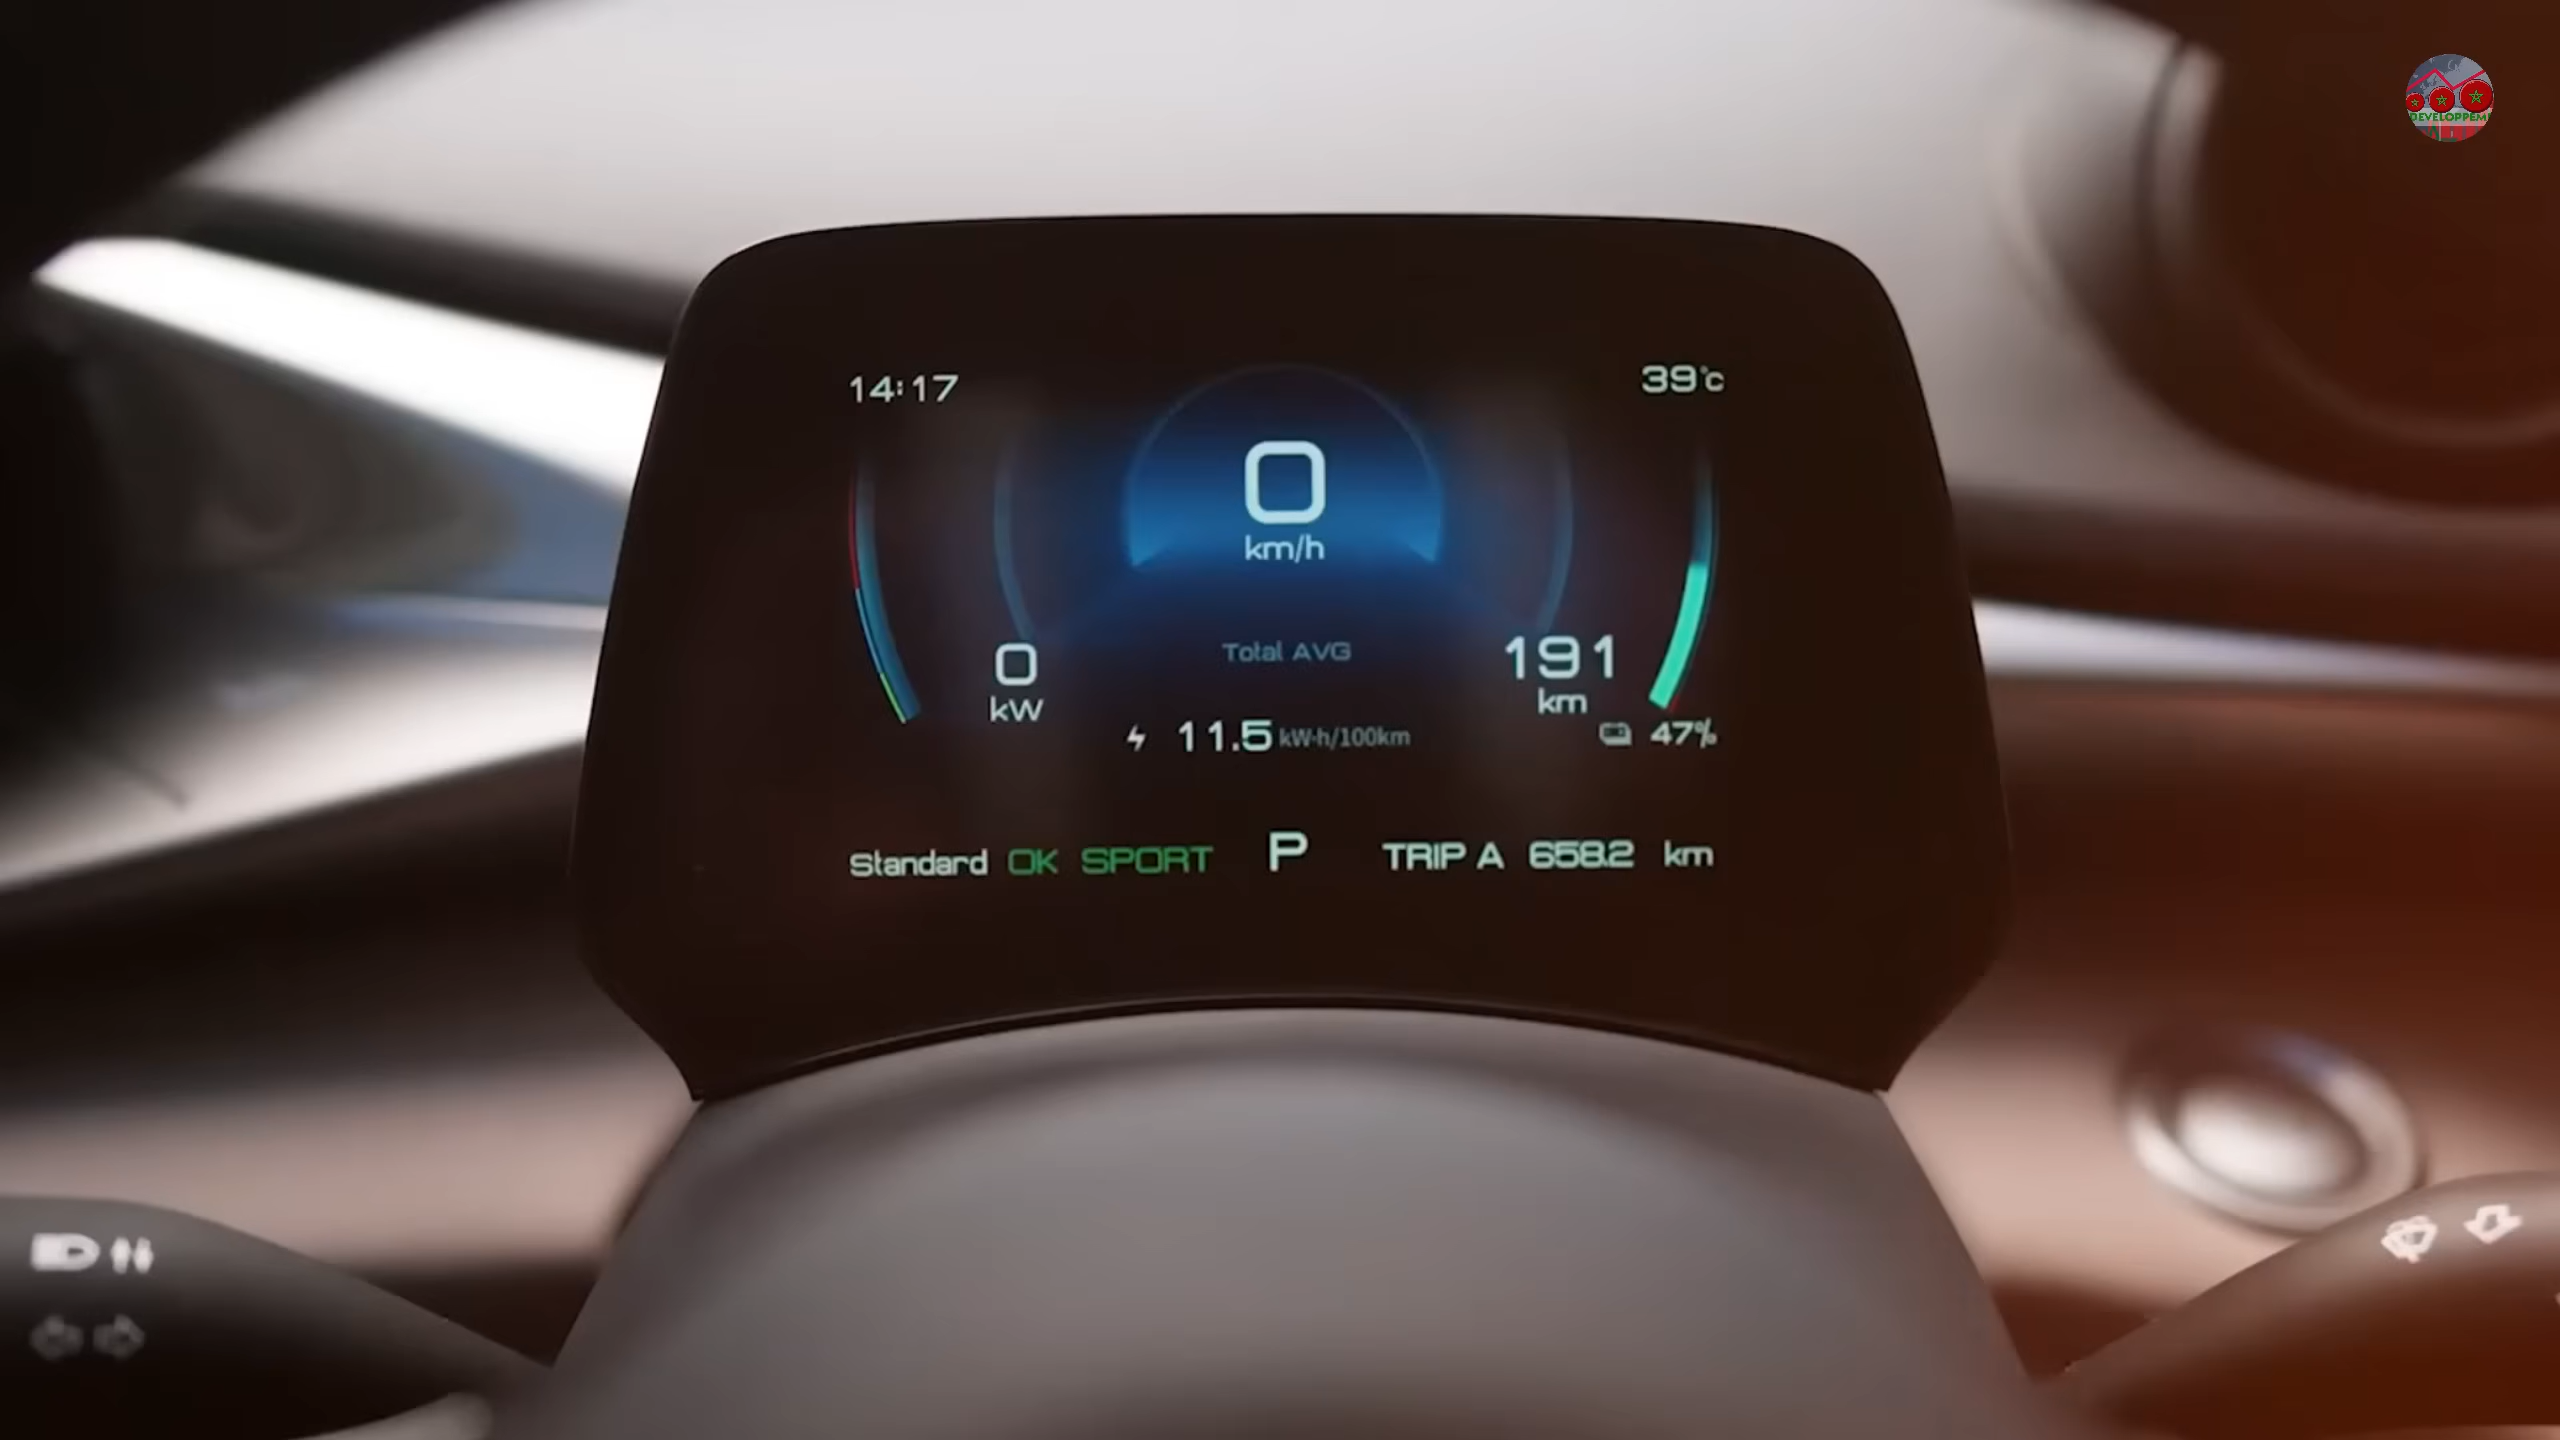 14:17
39°C
0
km/h
0
kW
Total AVG
11.5 kW·h/100km
191
km
47%
Standard OK SPORT P TRIP A 658.2 km
DEVELOPPEM